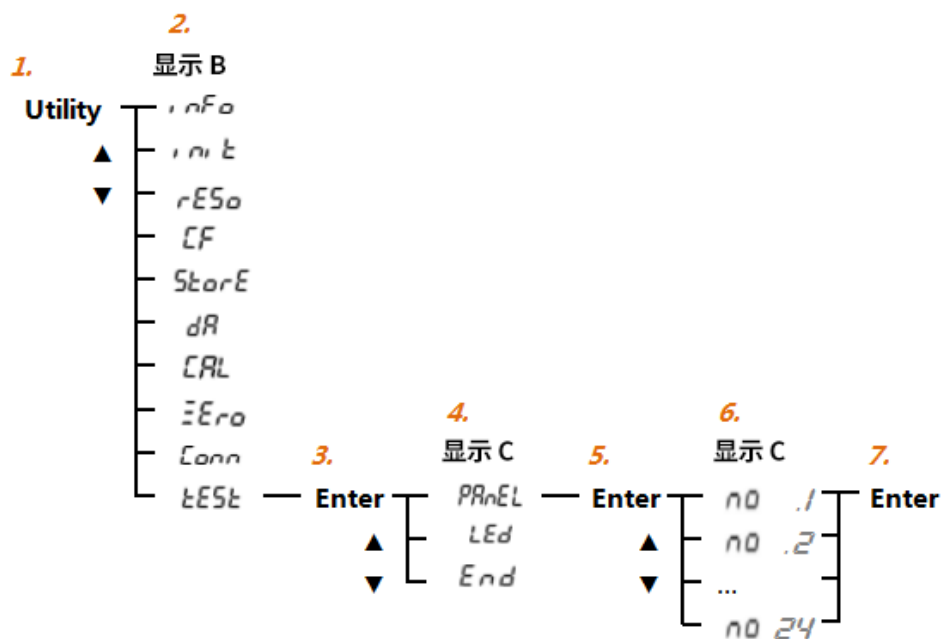 2.
显示 B
1.
Utility
▲
▼
inFo
init
rESo
CF
StorE
dA
CAL
ZEro
Conn
tESt
3.
Enter
▲
▼
4.
显示 C
PAnEL
LEd
End
5.
Enter
▲
▼
6.
显示 C
no .1
no .2
...
no 24
7.
Enter